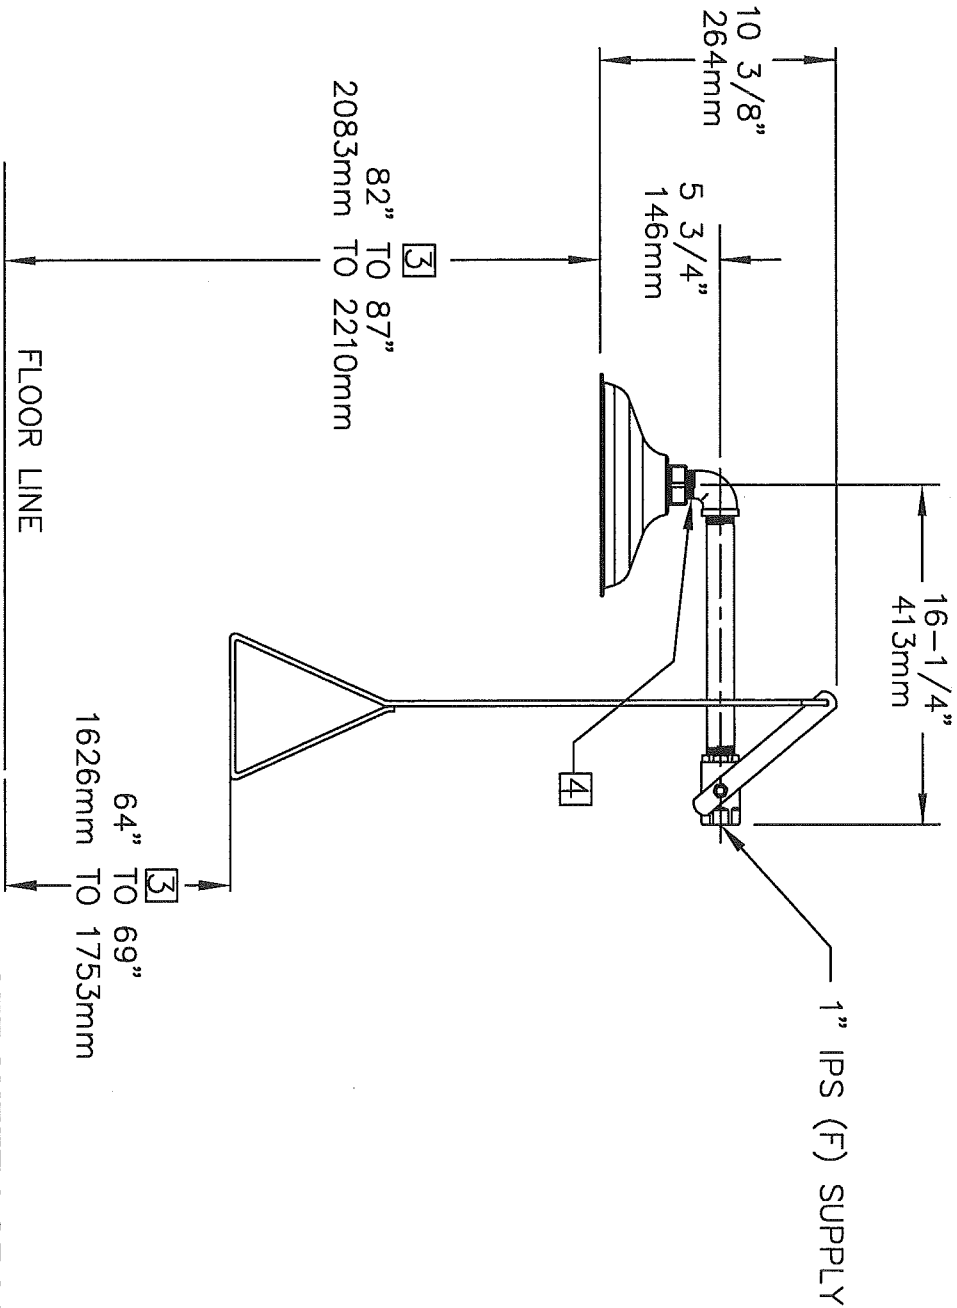 10 3/8"
264mm
5 3/4"
146mm
16-1/4"
413mm
3
82" TO 87"
2083mm TO 2210mm
4
1" IPS (F) SUPPLY
3
64" TO 69"
1626mm TO 1753mm
FLOOR LINE